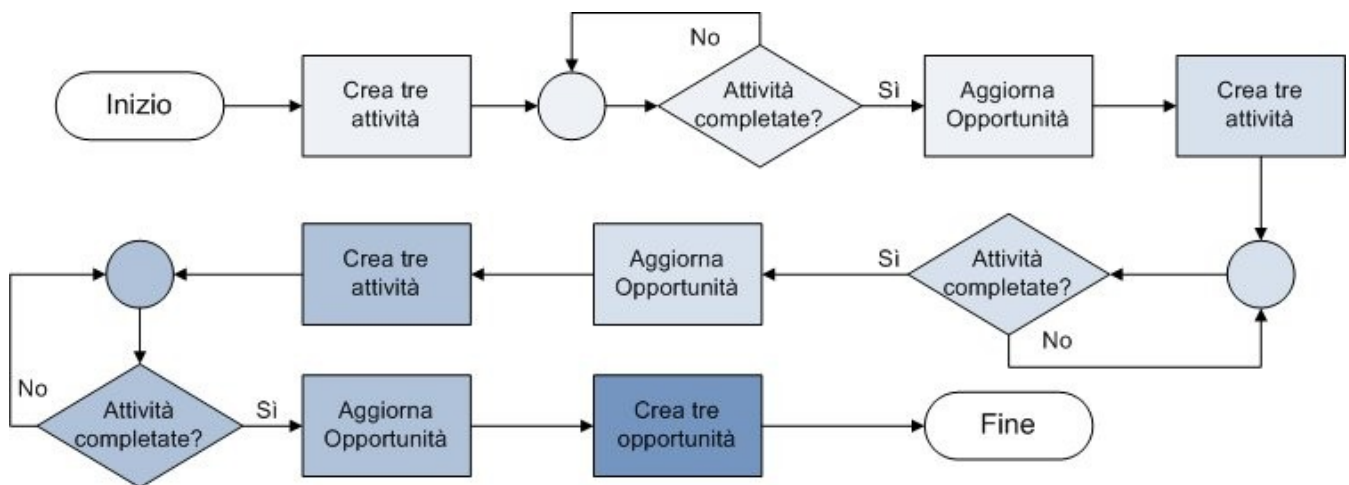 No
Inizio
Crea tre
attività
Attività
completate?
Sì
Aggiorna
Opportunità
Crea tre
attività
Crea tre
attività
Aggiorna
Opportunità
Sì
Attività
completate?
No
No
Attività
completate?
Sì
Aggiorna
Opportunità
Crea tre
opportunità
Fine